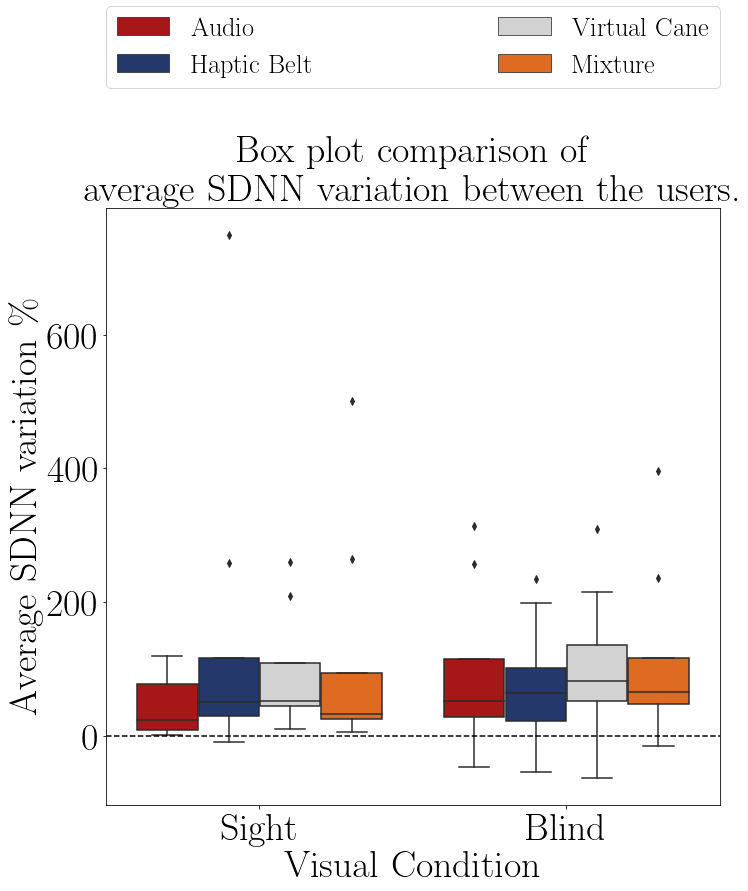 Audio
Haptic Belt
Virtual Cane
Mixture
Box plot comparison of
average SDNN variation between the users.
Average SDNN variation %
600
400
200
0
Sight
Blind
Visual Condition